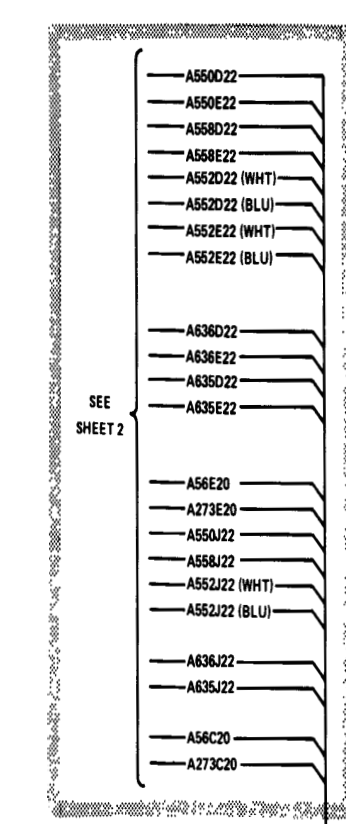 A550D22
A550E22
A558D22
A558E22
A552D22 (WHT)
A552D22 (BLU)
A552E22 (WHT)
A552E22 (BLU)
A636D22
A636E22
A635D22
A635E22
SEE
SHEET 2
A56E20
A273E20
A550J22
A558J22
A552J22 (WHT)
A552J22 (BLU)
A636J22
A635J22
A56C20
A273C20